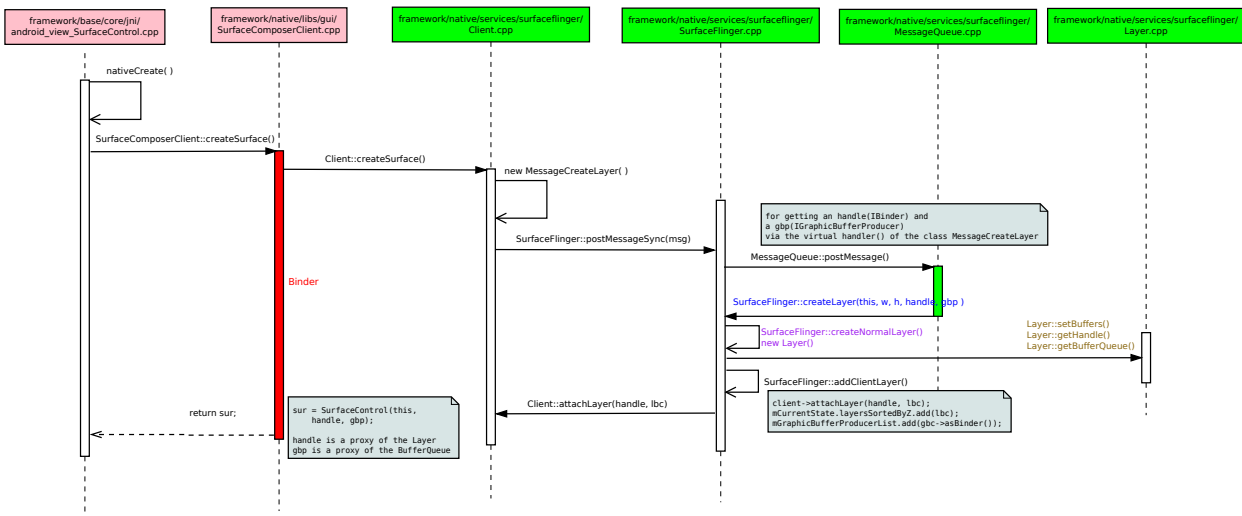 framework/base/core/jni/
android_view_SurfaceControl.cpp
framework/native/libs/gui/
SurfaceComposerClient.cpp
framework/native/services/surfaceflinger/
Client.cpp
framework/native/services/surfaceflinger/
SurfaceFlinger.cpp
framework/native/services/surfaceflinger/
MessageQueue.cpp
framework/native/services/surfaceflinger/
Layer.cpp
nativeCreate( )
SurfaceComposerClient::createSurface()
Client::createSurface()
new MessageCreateLayer( )
for getting an handle(IBinder) and
a gbp(IGraphicBufferProducer)
via the virtual handler() of the class MessageCreateLayer
SurfaceFlinger::postMessageSync(msg)
MessageQueue::postMessage()
Binder
SurfaceFlinger::createLayer(this, w, h, handle, gbp )
SurfaceFlinger::createNormalLayer()
new Layer()
Layer::setBuffers()
Layer::getHandle()
Layer::getBufferQueue()
SurfaceFlinger::addClientLayer()
Client::attachLayer(handle, lbc)
client->attachLayer(handle, lbc);
mCurrentState.layersSortedByZ.add(lbc);
mGraphicBufferProducerList.add(gbc->asBinder());
return sur;
sur = SurfaceControl(this,
handle, gbp);
handle is a proxy of the Layer
gbp is a proxy of the BufferQueue